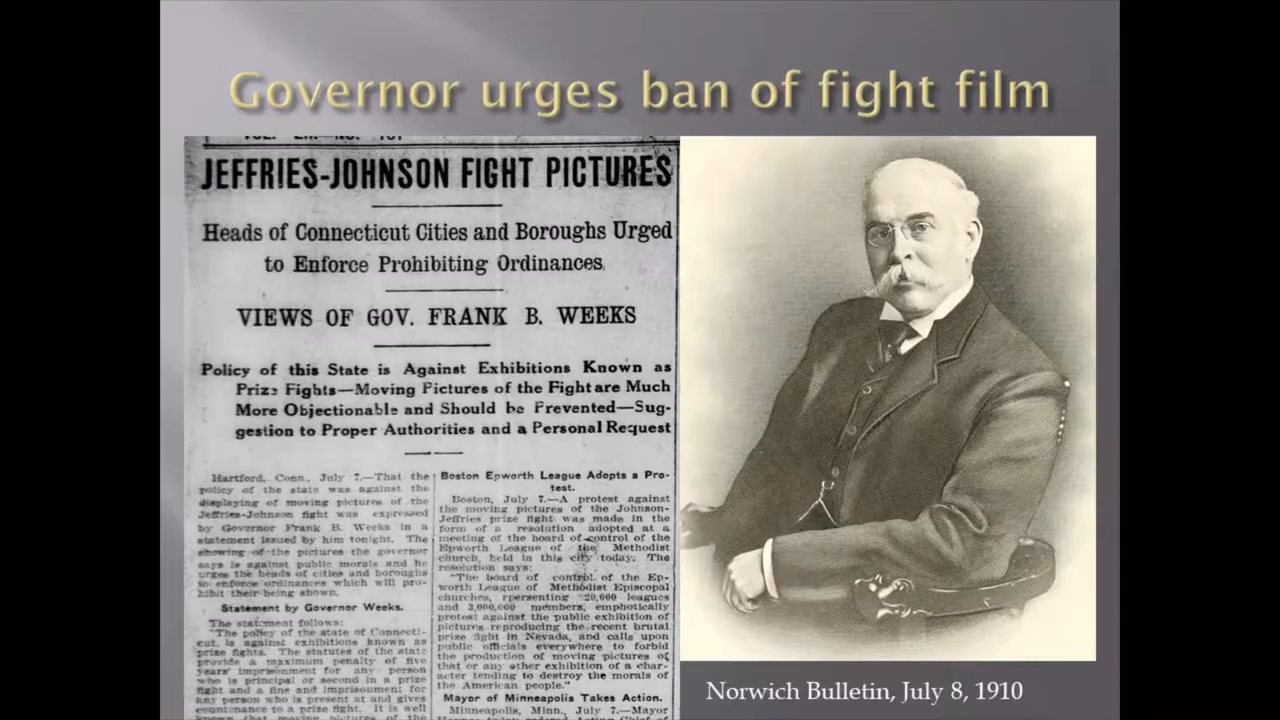 Governor urges ban of fight film
JEFFRIES-JOHNSON FIGHT PICTURES
Heads of Connecticut Cities and Boroughs Urged
to Enforce Prohibiting Ordinances.
VIEWS OF GOV. FRANK B. WEEKS
Policy of this State is Against Exhibitions Known as
Prize Fights—Moving Pictures of the Fight are Much
More Objectionable and Should be Prevented—Sug-
gestion to Proper Authorities and a Personal Request
Hartford, Conn., July 7.—That the
policy of the state was against the
displaying of moving pictures of the
Jeffries-Johnson fight was expressed
by Governor Frank B. Weeks in a
statement issued by him tonight. The
showing of the pictures the governor
says is against public morals and he
urges the heads of cities and boroughs
to enforce ordinances which will pro-
hibit their being shown.
Statement by Governor Weeks.
The statement follows:
"The policy of the state of Connecti-
cut is against exhibitions known as
prize fights. The statutes of the state
provide a maximum penalty of five
years' imprisonment for any person
who is principal or second in a prize
fight and a fine and imprisonment for
any person who is present at and gives
countenance to a prize fight. It is well
known that moving pictures of the
Boston Epworth League Adopts a Pro-
test.
Boston, July 7.—A protest against
the moving pictures of the Johnson-
Jeffries prize fight was made in the
form of a resolution adopted at a
meeting of the board of control of the
Epworth League of the Methodist
church, held in this city today. The
resolution says:
"The board of control of the Ep-
worth League of Methodist Episcopal
churches, rpersenting 20,000 leagues
and 3,000,000 members, emphotically
protest against the public exhibition of
pictures reproducing the recent brutal
prize fight in Nevada, and calls upon
public officials everywhere to forbid
the production of moving pictures of
that or any other exhibition of a char-
acter tending to destroy the morals of
the American people."
Mayor of Minneapolis Takes Action.
Minneapolis, Minn., July 7.—Mayor
Norwich Bulletin, July 8, 1910